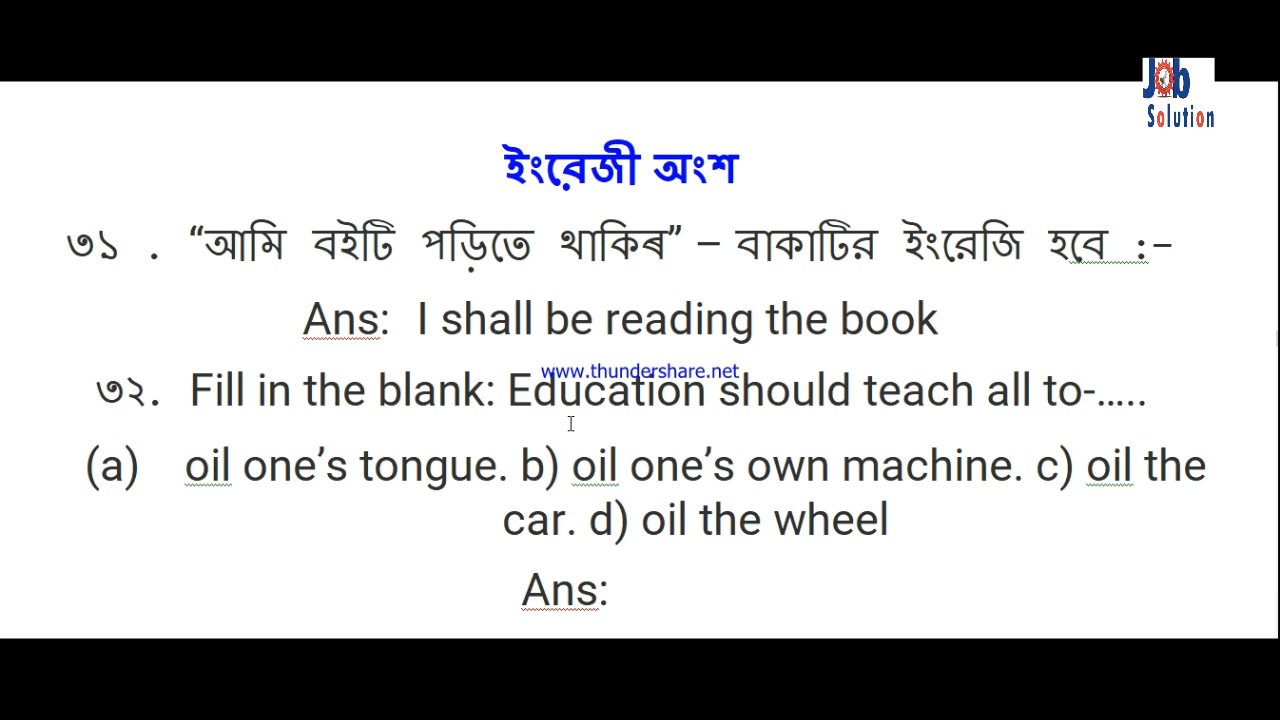 Job
Solution
ইংরেজী অংশ
৩১ . “আমি বইটি পড়িতে থাকিৰ” – বাকাটির ইংরেজি হবে :–
Ans: I shall be reading the book
www.thundershare.net
৩২. Fill in the blank: Education should teach all to-…..
(a) oil one’s tongue. b) oil one’s own machine. c) oil the
car. d) oil the wheel
Ans: